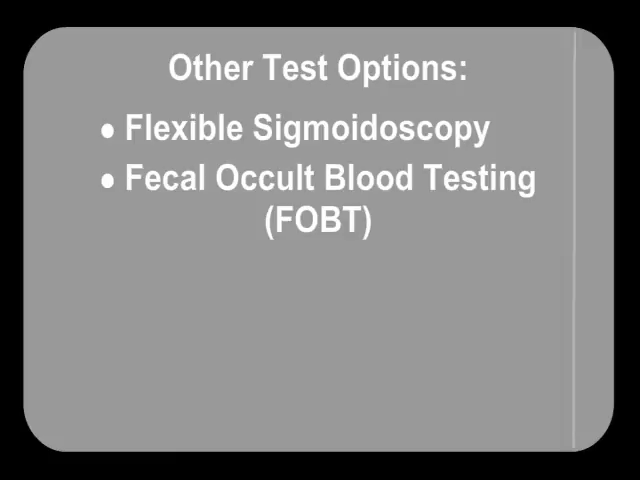 Other Test Options:
● Flexible Sigmoidoscopy
● Fecal Occult Blood Testing
(FOBT)